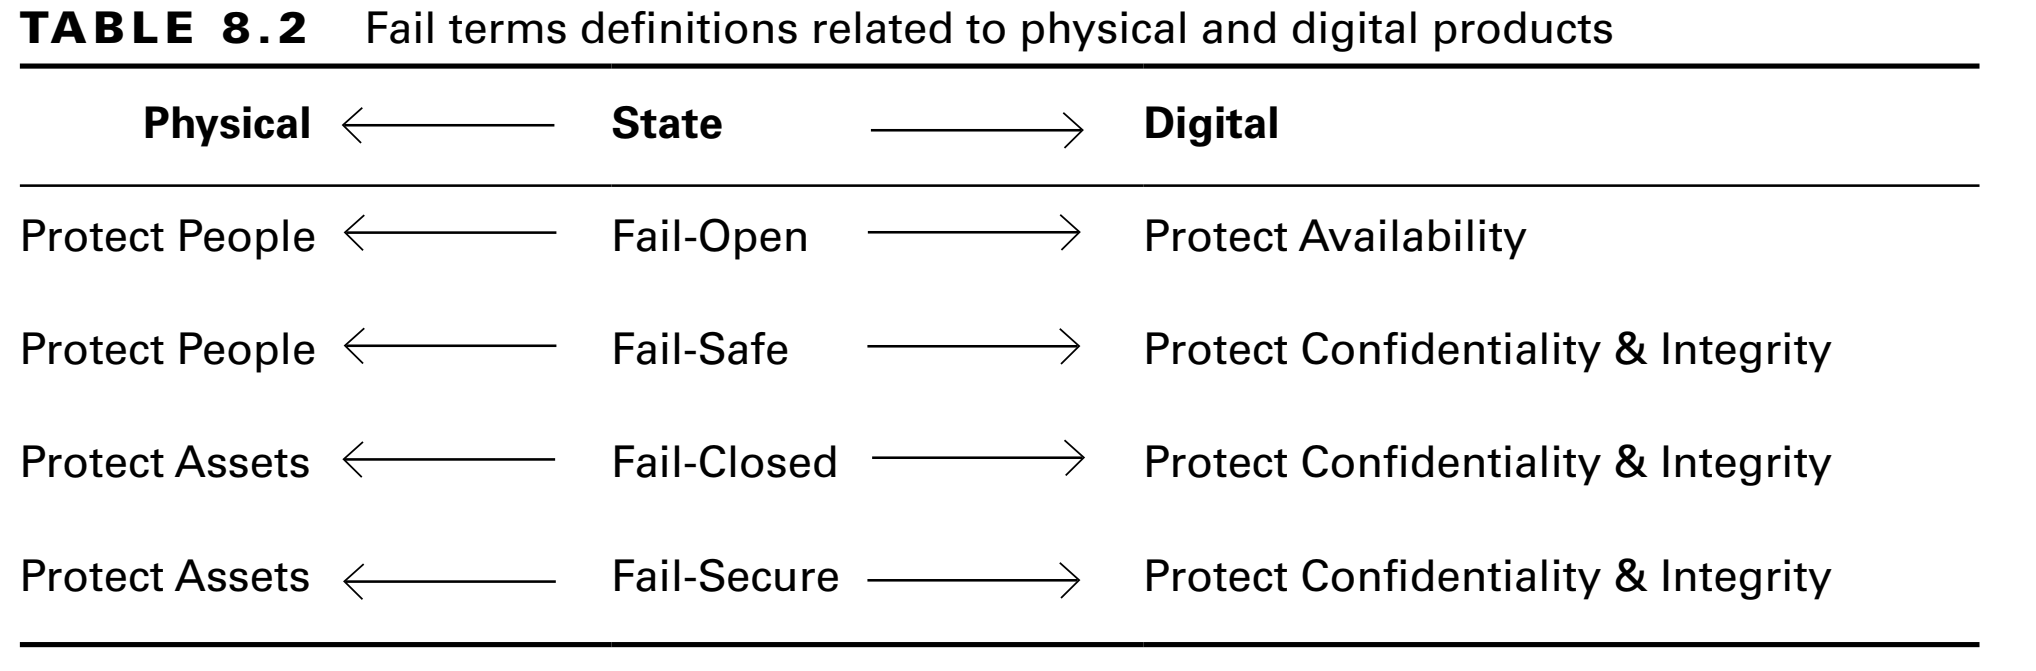 TABLE 8.2 Fail terms definitions related to physical and digital products
Physical State Digital
Protect People Fail-Open Protect Availability
Protect People Fail-Safe Protect Confidentiality & Integrity
Protect Assets Fail-Closed Protect Confidentiality & Integrity
Protect Assets Fail-Secure Protect Confidentiality & Integrity